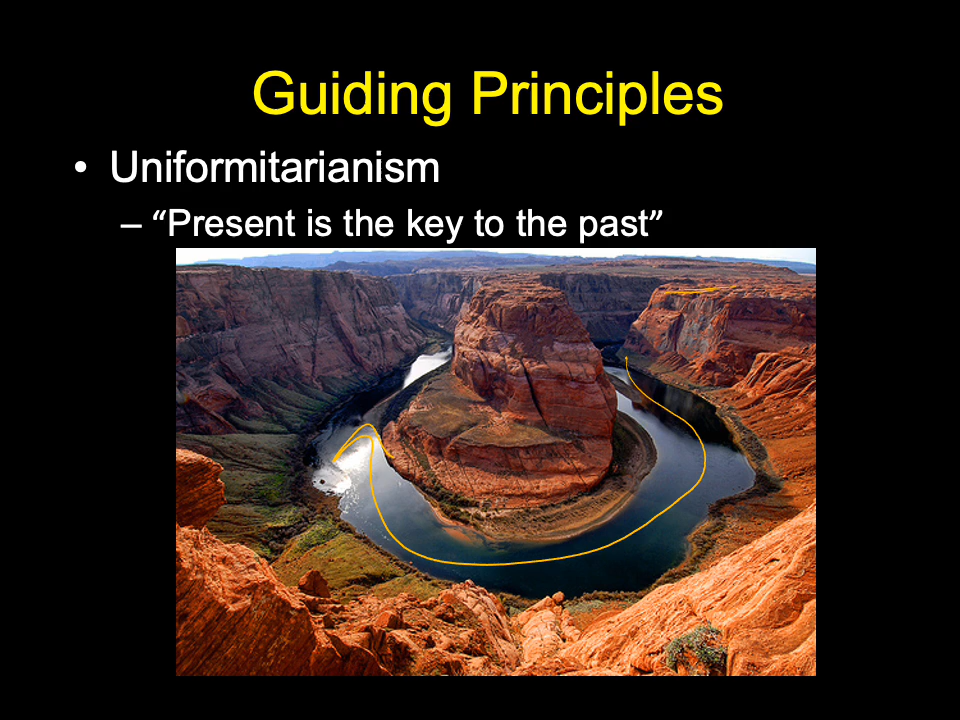 Guiding Principles
• Uniformitarianism
– “Present is the key to the past”